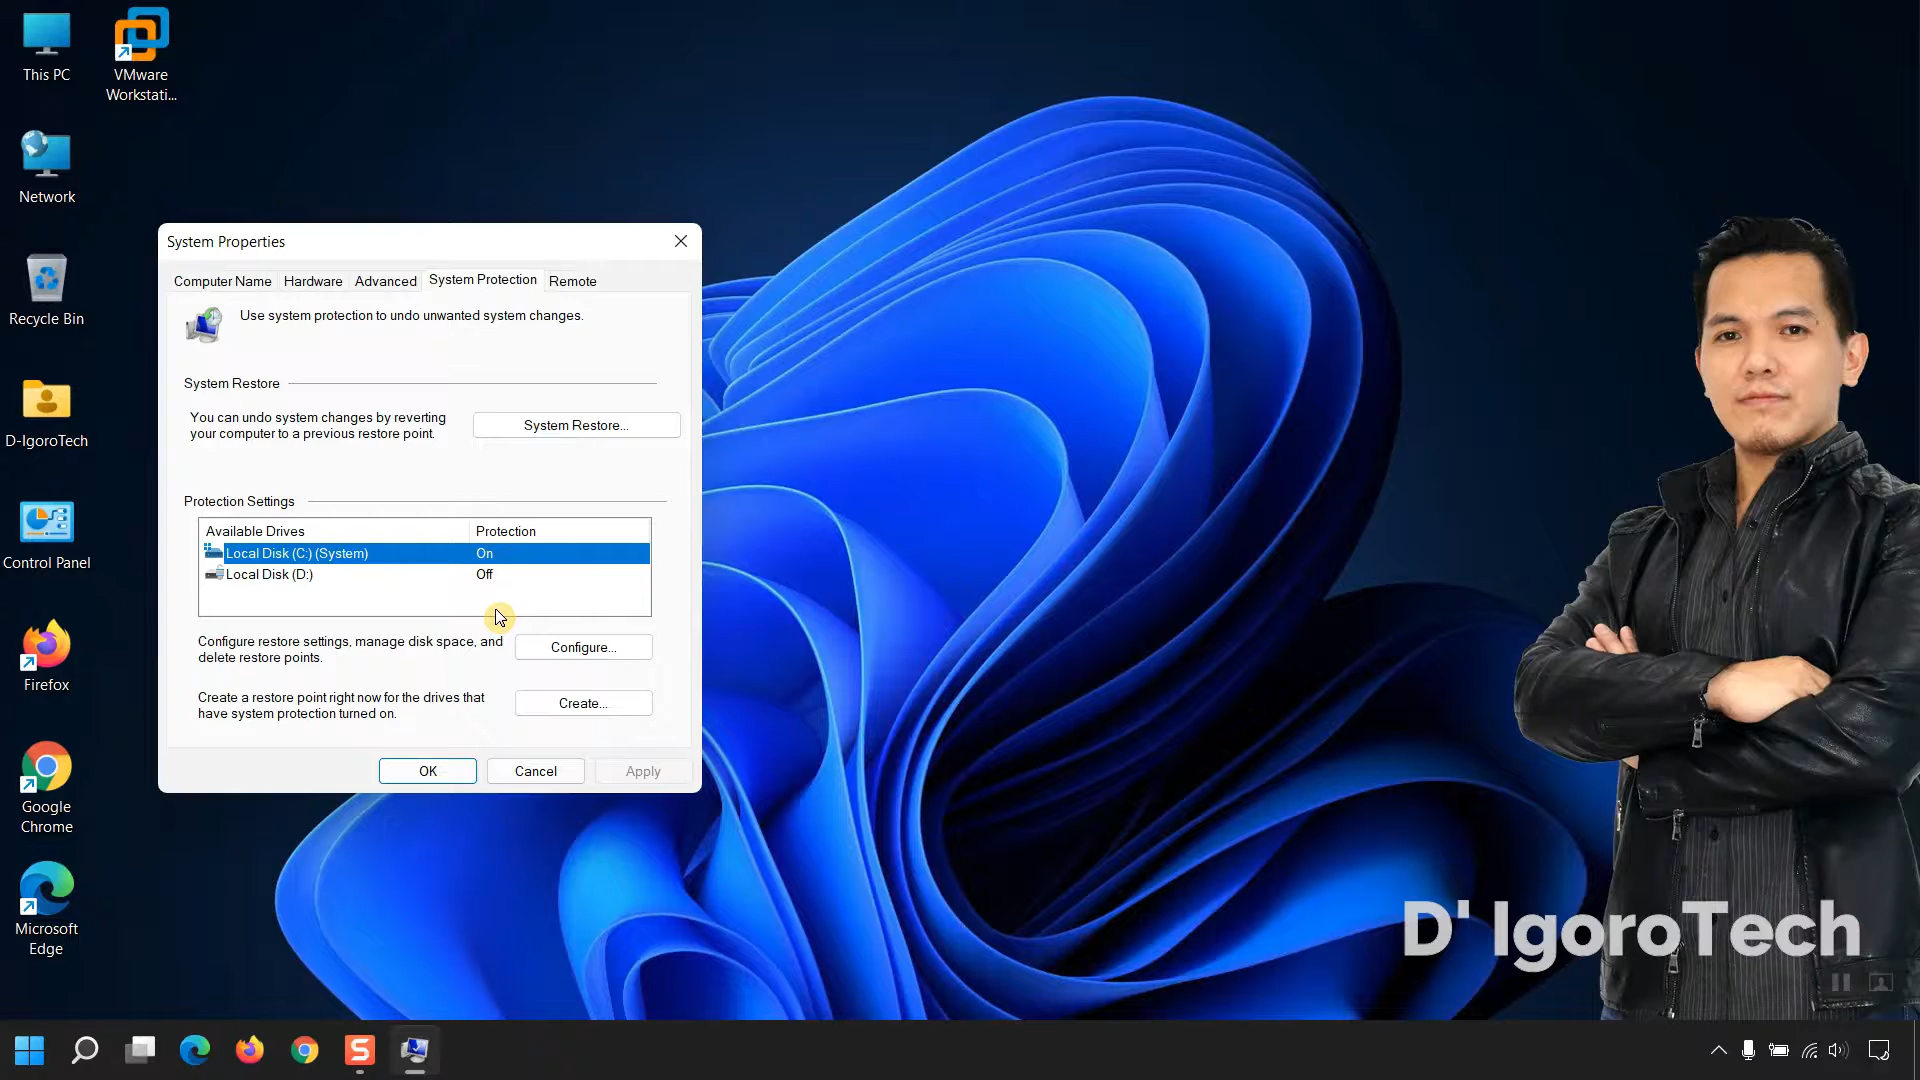 This PC
VMware
Workstati...
Network
Recycle Bin
D-IgoroTech
Control Panel
Firefox
Google
Chrome
Microsoft
Edge
System Properties
Computer Name
Hardware
Advanced
System Protection
Remote
Use system protection to undo unwanted system changes.
System Restore
You can undo system changes by reverting
your computer to a previous restore point.
System Restore...
Protection Settings
Available Drives
Protection
Local Disk (C:) (System)
On
Local Disk (D:)
Off
Configure restore settings, manage disk space, and
delete restore points.
Configure...
Create a restore point right now for the drives that
have system protection turned on.
Create...
OK
Cancel
Apply
D' IgoroTech